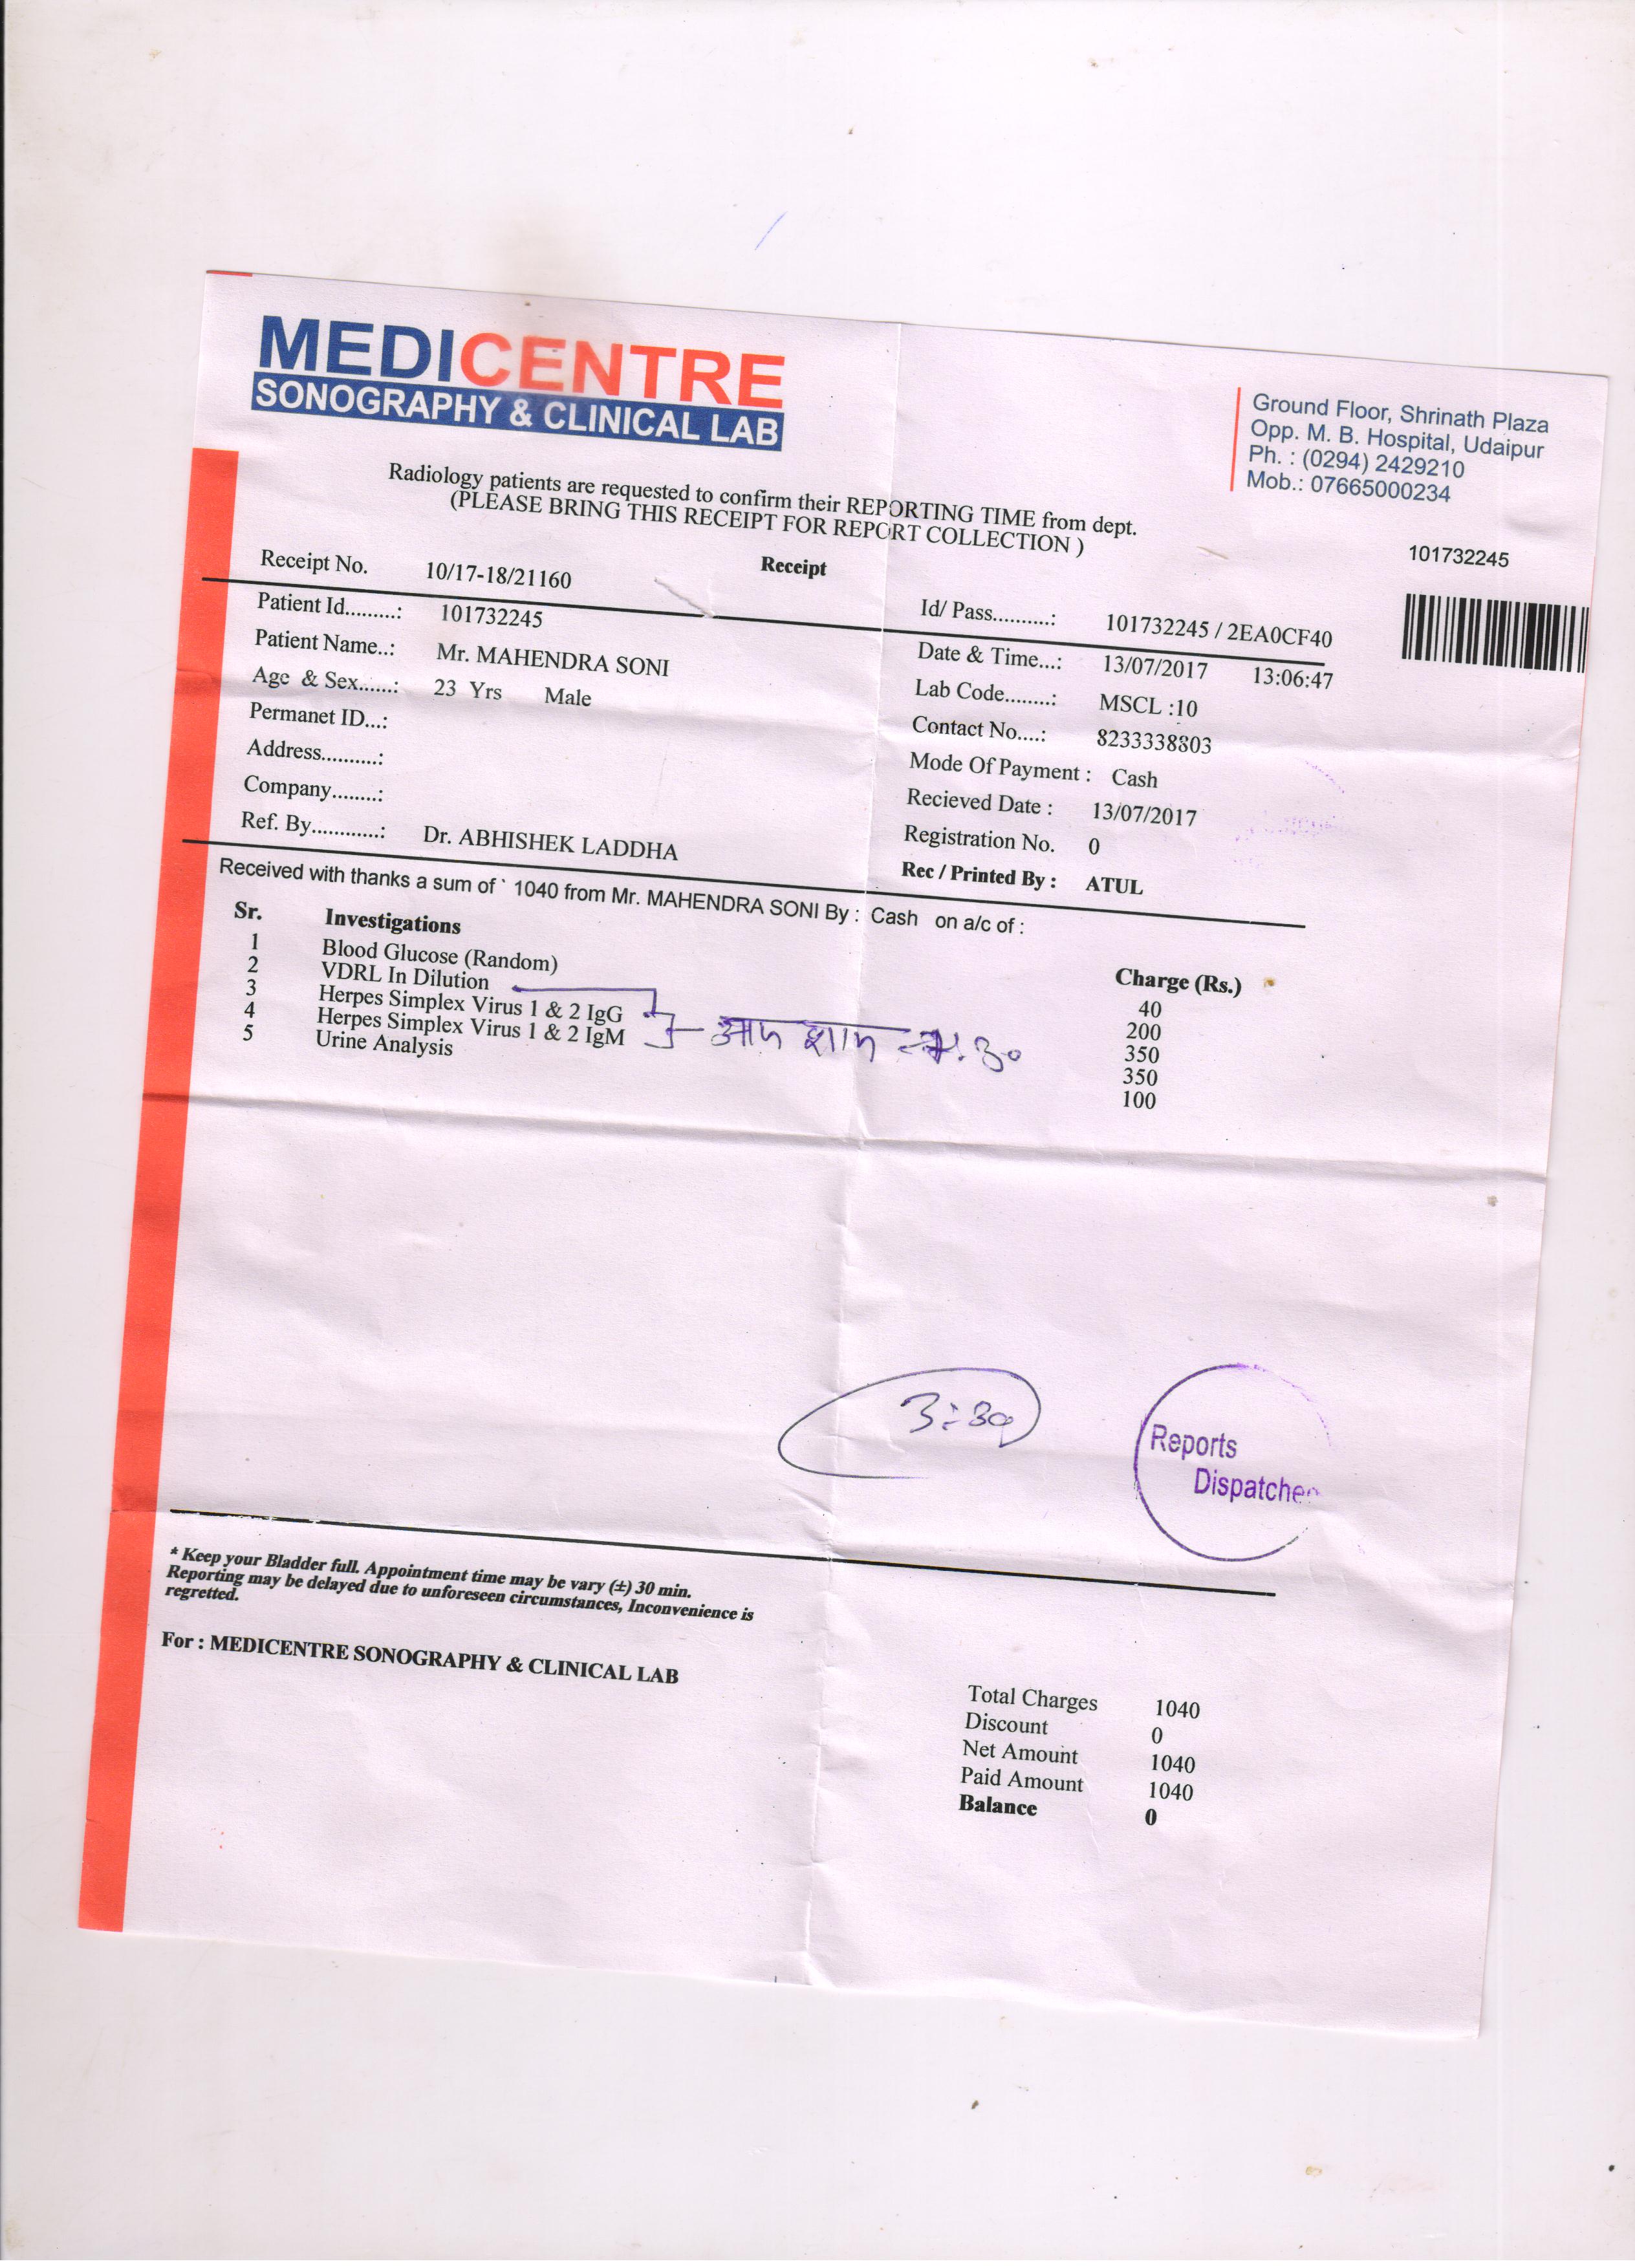 MEDICENTRE
SONOGRAPHY & CLINICAL LAB
Ground Floor, Shrinath Plaza
Opp. M. B. Hospital, Udaipur
Ph. : (0294) 2429210
Mob.: 07665000234
Radiology patients are requested to confirm their REPORTING TIME from dept.
(PLEASE BRING THIS RECEIPT FOR REPORT COLLECTION )
101732245
Receipt No. 10/17-18/21160 Receipt
Patient Id.........: 101732245
Patient Name..: Mr. MAHENDRA SONI
Age & Sex......: 23 Yrs Male
Permanet ID...:
Address..........:
Company........:
Ref. By............: Dr. ABHISHEK LADDHA
Id/ Pass..........: 101732245 / 2EA0CF40
Date & Time...: 13/07/2017 13:06:47
Lab Code........: MSCL :10
Contact No....: 8233338803
Mode Of Payment : Cash
Recieved Date : 13/07/2017
Registration No. 0
Rec / Printed By : ATUL
Received with thanks a sum of ` 1040 from Mr. MAHENDRA SONI By : Cash on a/c of :
Sr. Investigations Charge (Rs.)
1 Blood Glucose (Random) 40
2 VDRL In Dilution 200
3 Herpes Simplex Virus 1 & 2 IgG 350
4 Herpes Simplex Virus 1 & 2 IgM 350
5 Urine Analysis 100
3:30
Reports
Dispatched
* Keep your Bladder full. Appointment time may be vary (±) 30 min.
Reporting may be delayed due to unforeseen circumstances, Inconvenience is
regretted.
For : MEDICENTRE SONOGRAPHY & CLINICAL LAB
Total Charges 1040
Discount 0
Net Amount 1040
Paid Amount 1040
Balance 0